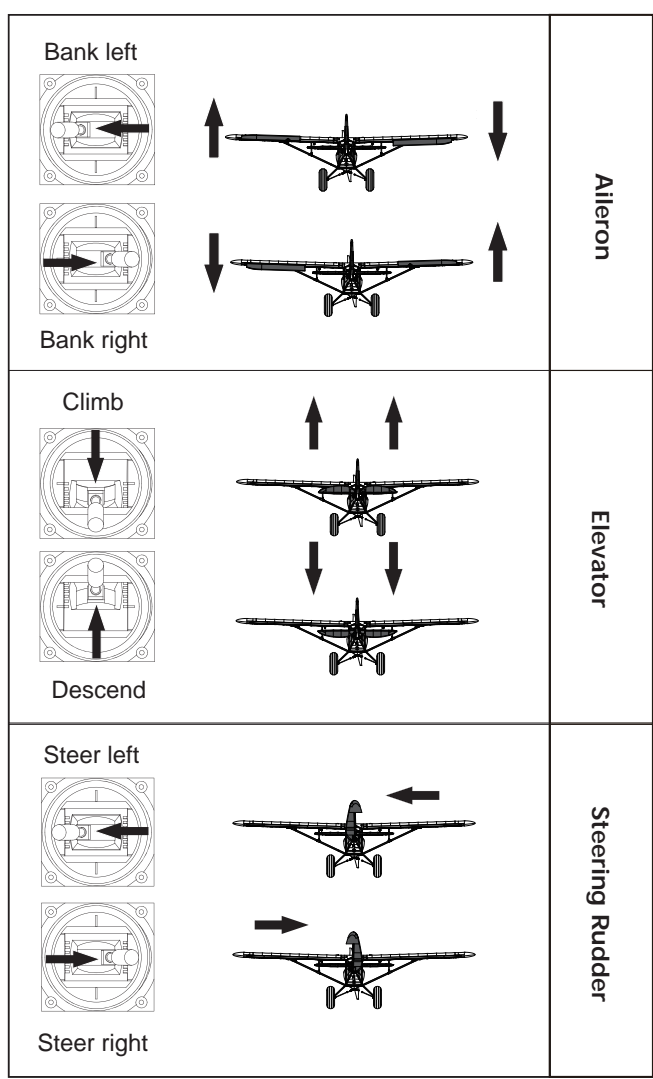 Bank left
Bank right
Aileron
Climb
Descend
Elevator
Steer left
Steer right
Steering Rudder